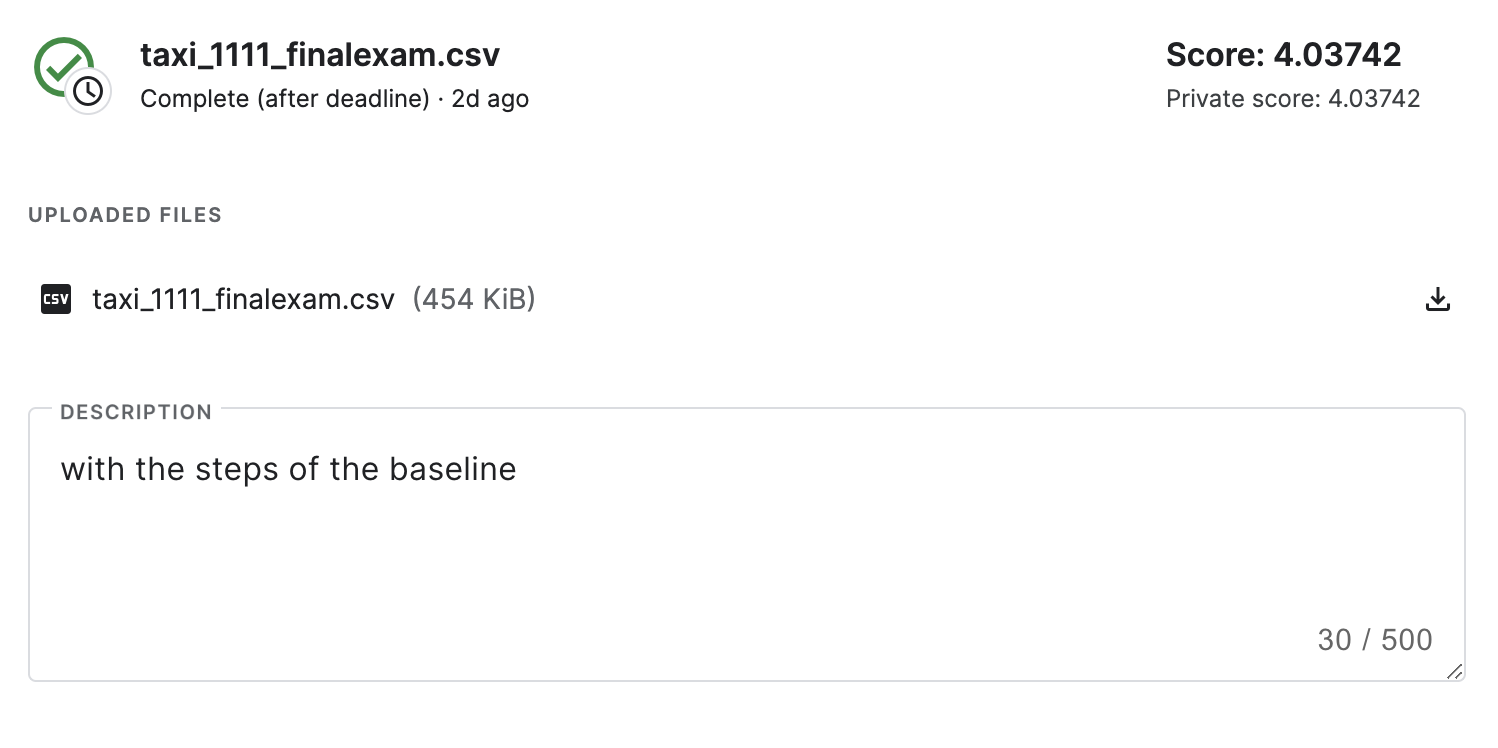 taxi_1111_finalexam.csv
Complete (after deadline) · 2d ago
Score: 4.03742
Private score: 4.03742
UPLOADED FILES
CSV taxi_1111_finalexam.csv (454 KiB)
DESCRIPTION
with the steps of the baseline
30 / 500